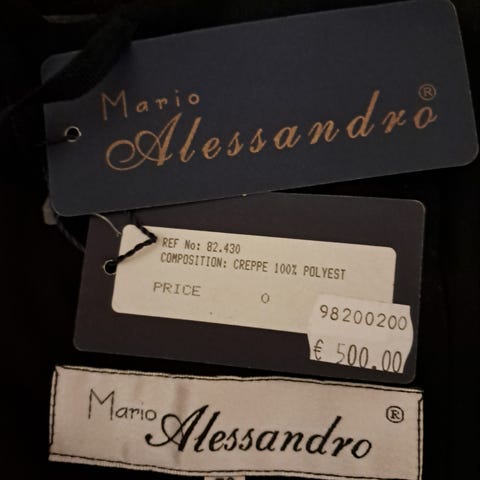 Mario
Alessandro®
REF No: 82.430
COMPOSITION: CREPPE 100% POLYEST
PRICE 0
98200200
€ 500.00
Mario ®
Alessandro